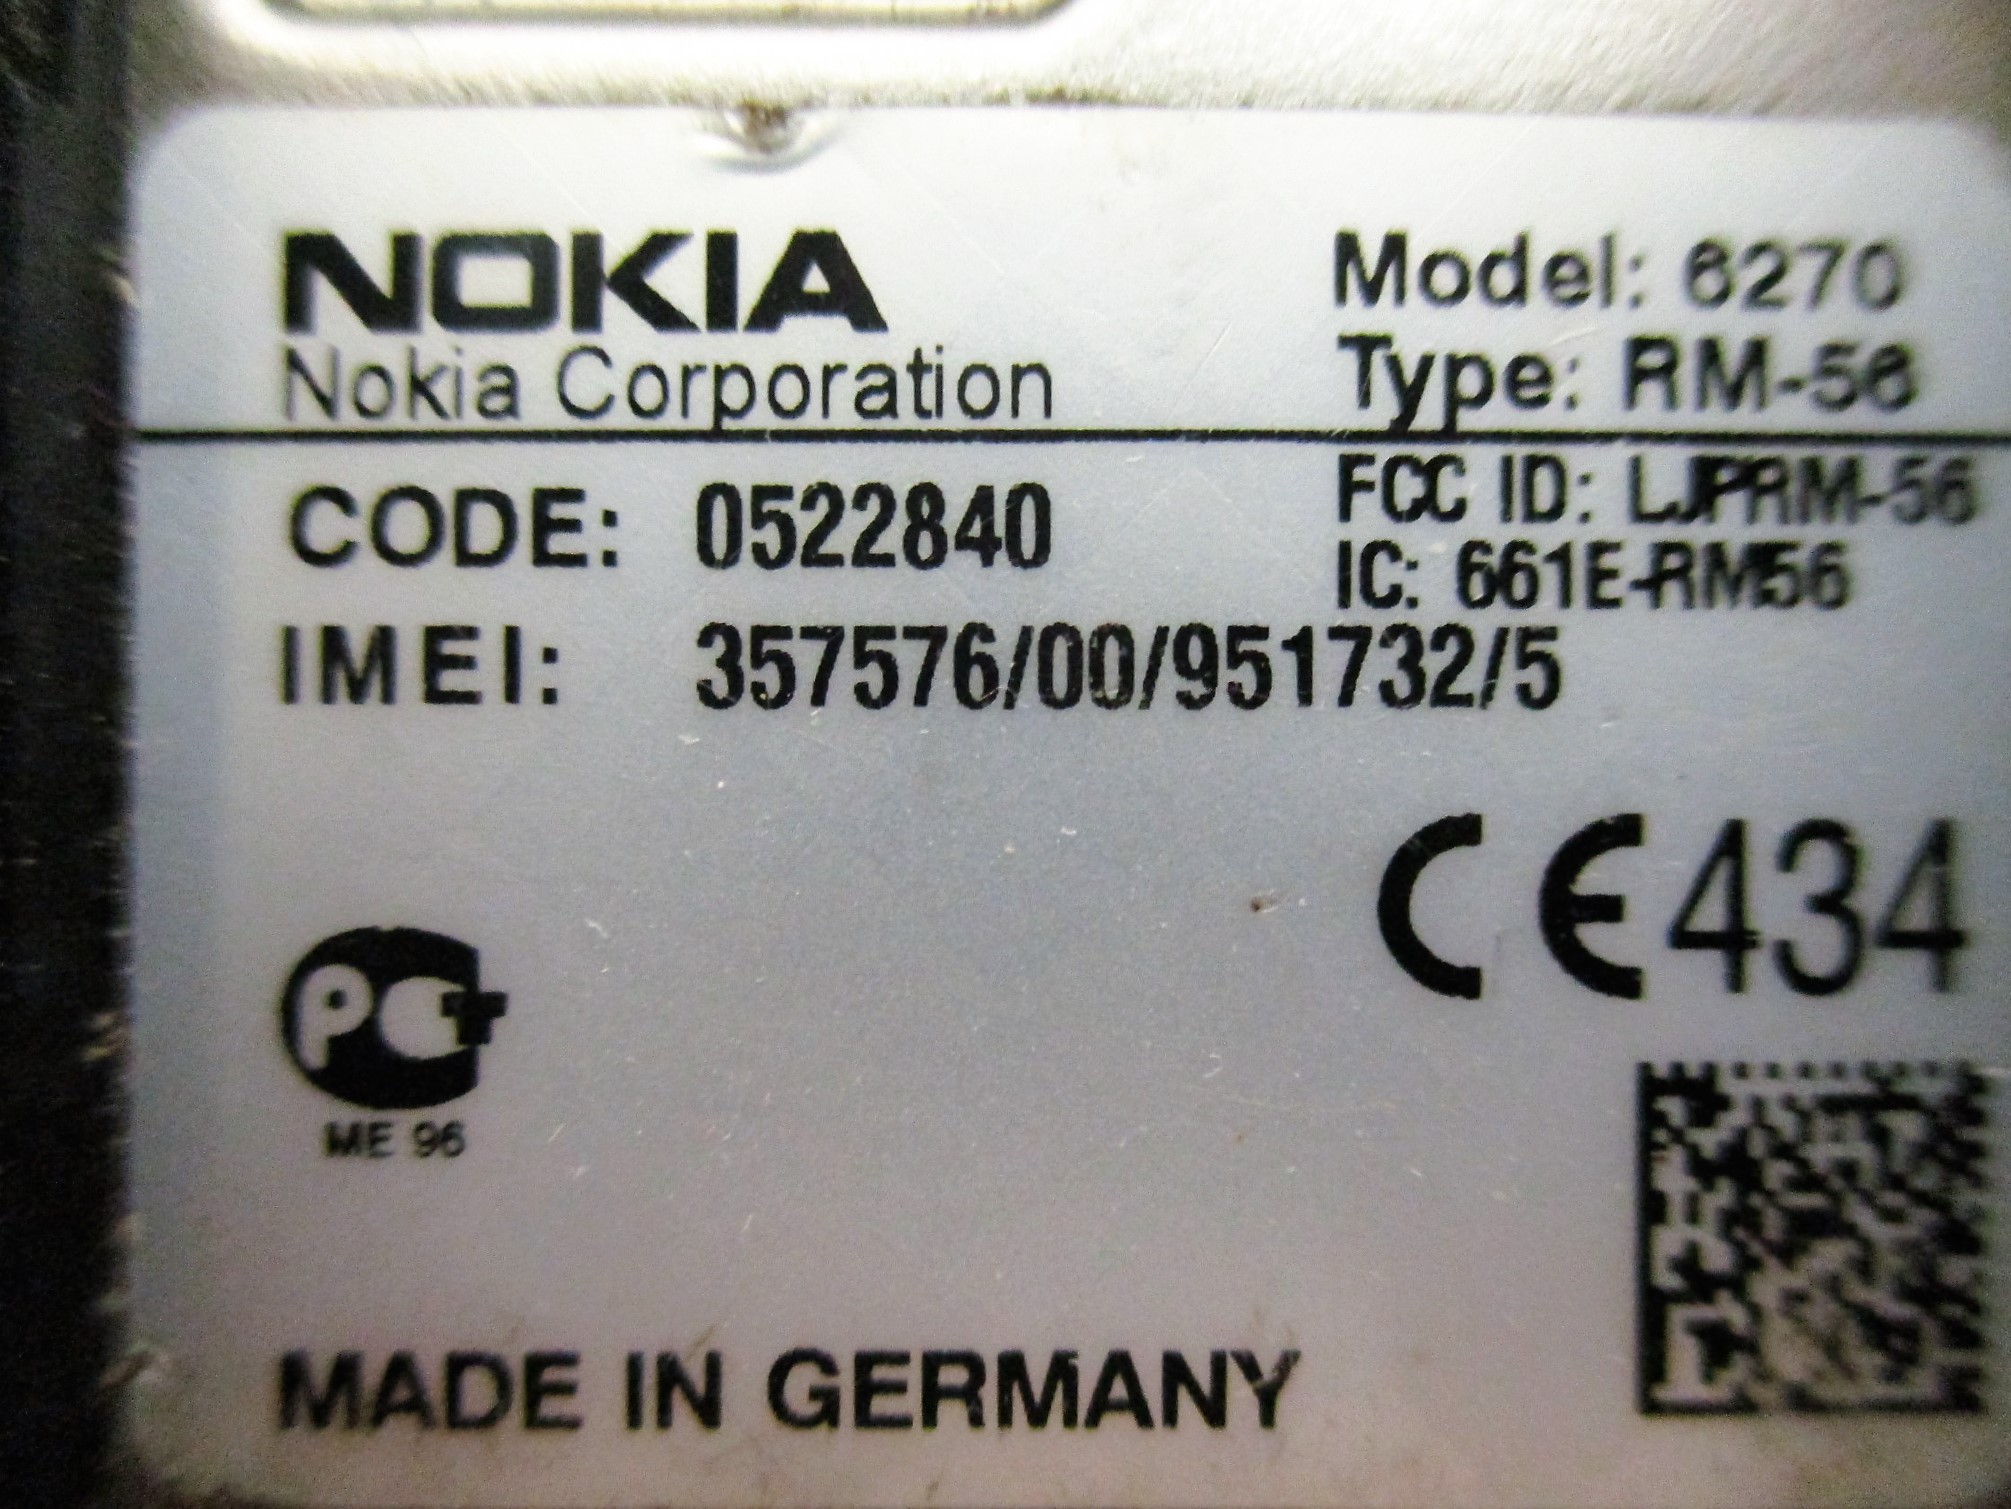 NOKIA
Nokia Corporation
Model: 6270
Type: RM-56
FCC ID: LJPRM-56
IC: 661E-RM56
CODE: 0522840
IMEI: 357576/00/951732/5
CE434
РСТ
ME 96
MADE IN GERMANY